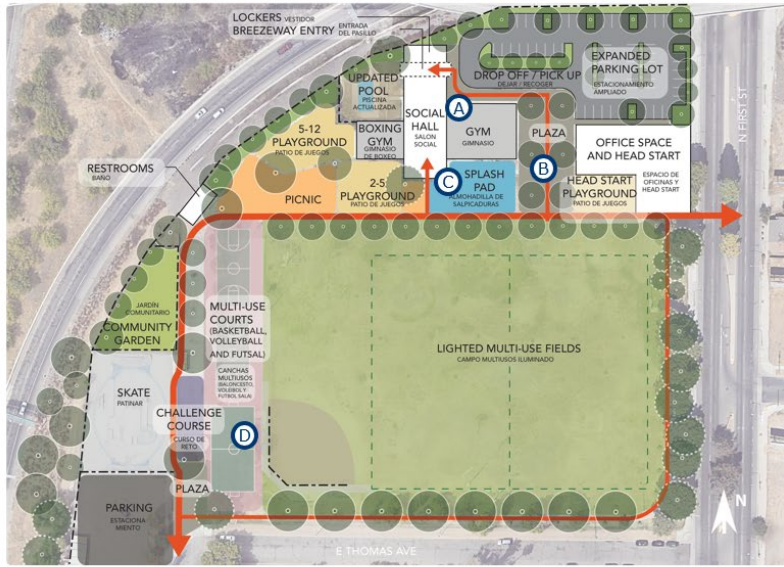 LOCKERS VESTIDOR
BREEZEWAY ENTRY ENTRADA
DEL PASILLO
UPDATED
POOL
PISCINA
ACTUALIZADA
DROP OFF / PICK UP
DEJAR / RECOGER
EXPANDED
PARKING LOT
ESTACIONAMIENTO
AMPLIADO
N FIRST ST
SOCIAL
HALL
SALON
SOCIAL
A
5-12
PLAYGROUND
PATIO DE JUEGOS
BOXING
GYM
GIMNASIO
DE BOXEO
GYM
GIMNASIO
PLAZA
B
OFFICE SPACE
AND HEAD START
ESPACIO DE
OFICINAS Y
HEAD START
RESTROOMS
BAÑO
PICNIC
2-5
PLAYGROUND
PATIO DE JUEGOS
C
SPLASH
PAD
ALMOHADILLA DE
SALPICADURAS
HEAD START
PLAYGROUND
PATIO DE JUEGOS
JARDÍN
COMUNITARIO
COMMUNITY
GARDEN
MULTI-USE
COURTS
(BASKETBALL,
VOLLEYBALL
AND FUTSAL)
CANCHAS
MULTIUSOS
(BALONCESTO,
VOLEIBOL Y
FUTBOL SALA)
LIGHTED MULTI-USE FIELDS
CAMPO MULTIUSOS ILUMINADO
SKATE
PATINAR
CHALLENGE
COURSE
CURSO DE
RETO
D
PLAZA
PARKING
ESTACIONA
MIENTO
N
E THOMAS AVE